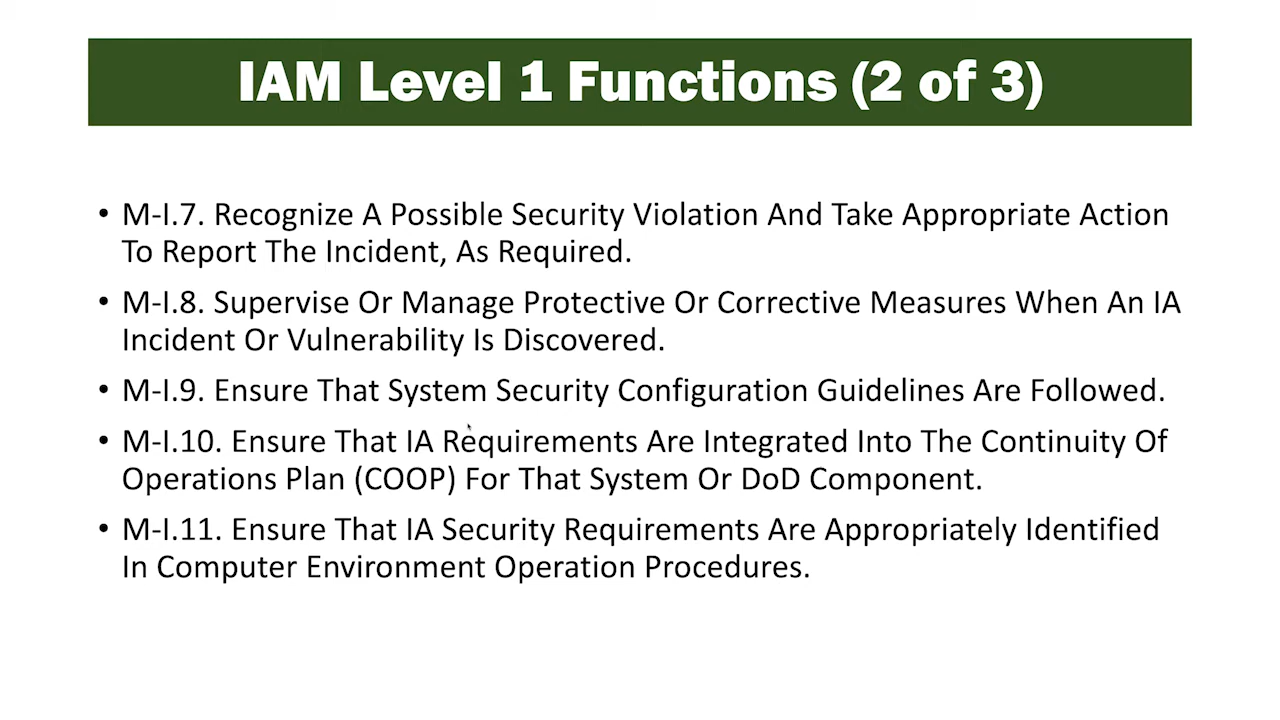 IAM Level 1 Functions (2 of 3)
• M-I.7. Recognize A Possible Security Violation And Take Appropriate Action
To Report The Incident, As Required.
• M-I.8. Supervise Or Manage Protective Or Corrective Measures When An IA
Incident Or Vulnerability Is Discovered.
• M-I.9. Ensure That System Security Configuration Guidelines Are Followed.
• M-I.10. Ensure That IA Requirements Are Integrated Into The Continuity Of
Operations Plan (COOP) For That System Or DoD Component.
• M-I.11. Ensure That IA Security Requirements Are Appropriately Identified
In Computer Environment Operation Procedures.